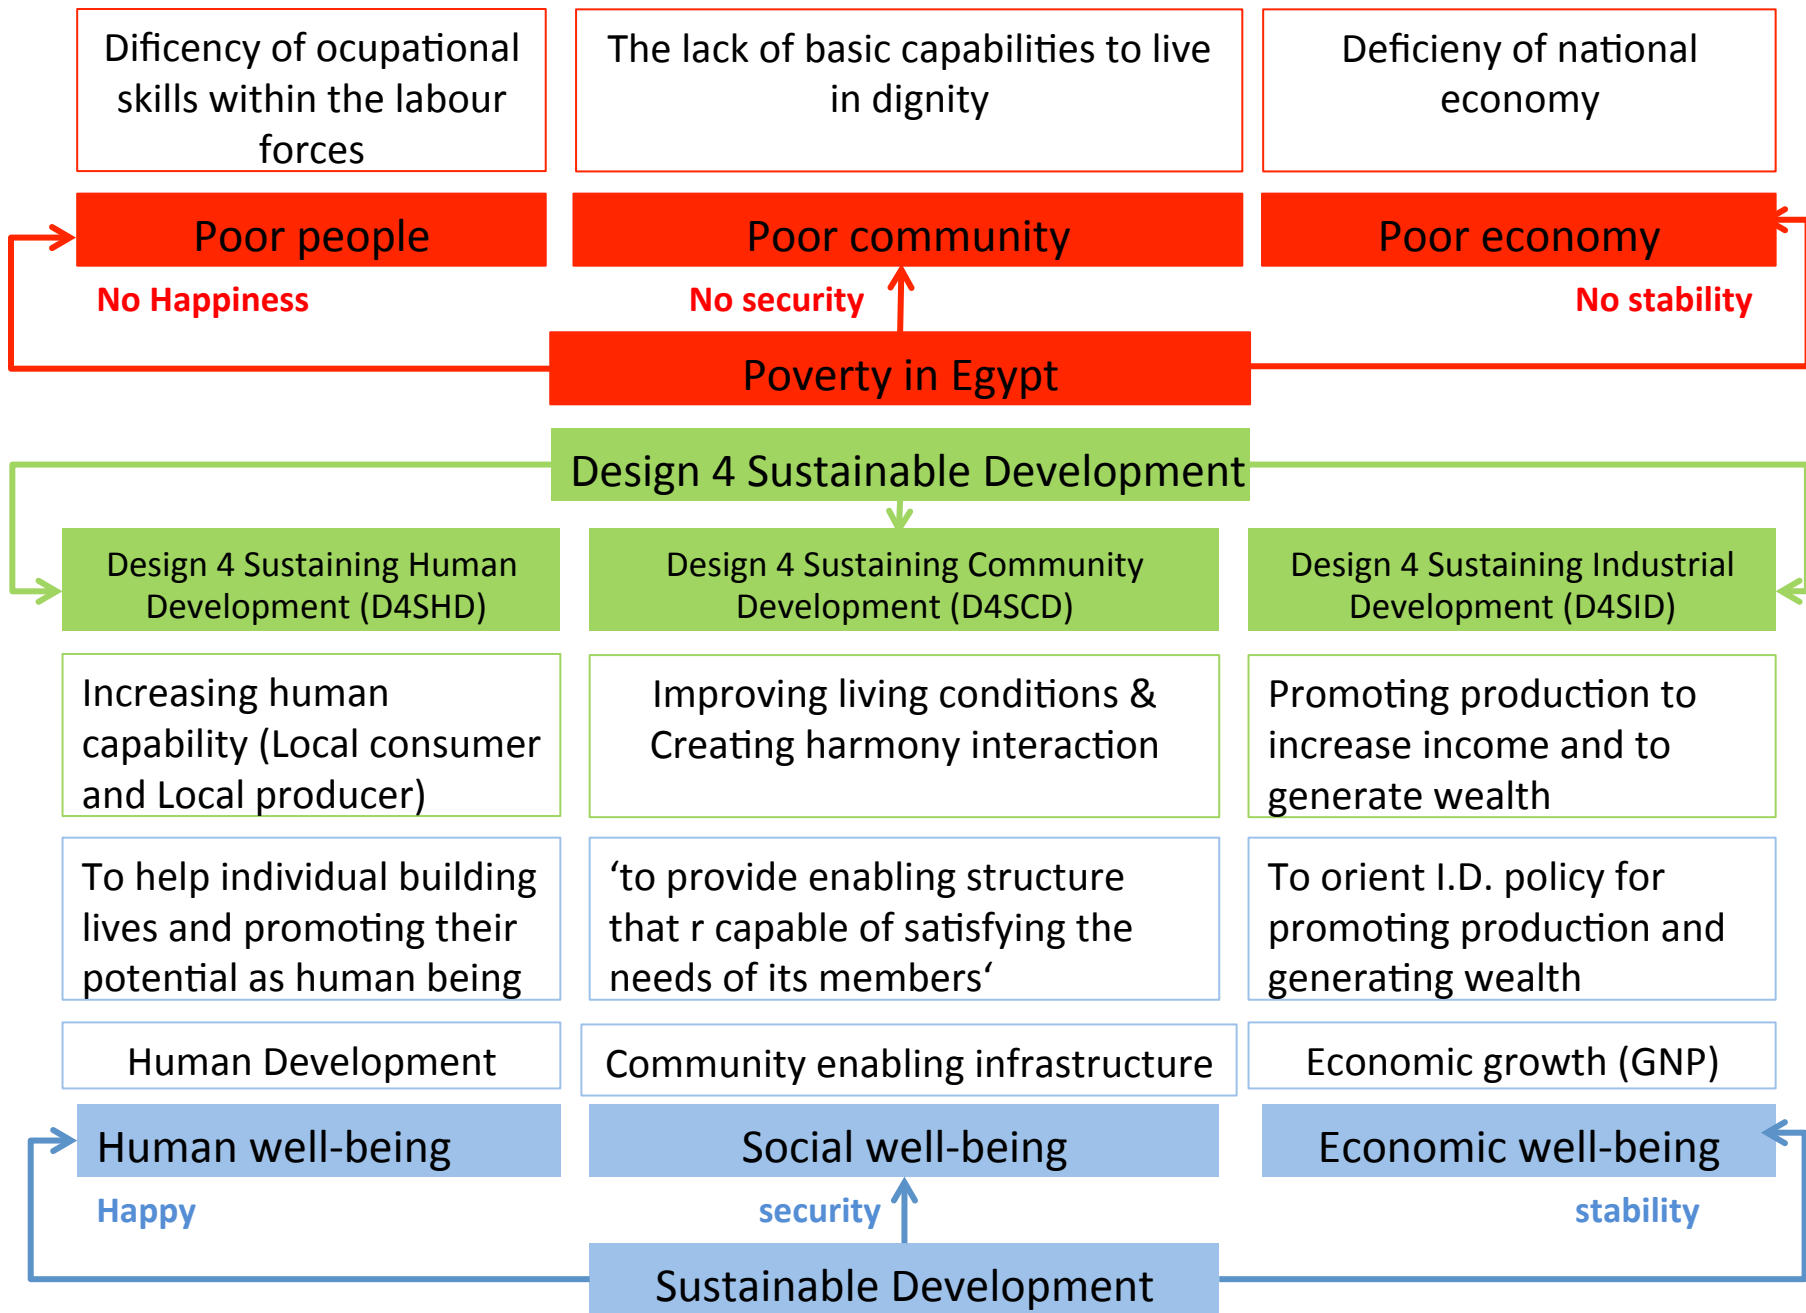 Dificency of ocupational
skills within the labour
forces
The lack of basic capabilities to live
in dignity
Deficieny of national
economy
Poor people
Poor community
Poor economy
No Happiness
No security
No stability
Poverty in Egypt
Design 4 Sustainable Development
Design 4 Sustaining Human
Development (D4SHD)
Design 4 Sustaining Community
Development (D4SCD)
Design 4 Sustaining Industrial
Development (D4SID)
Increasing human
capability (Local consumer
and Local producer)
Improving living conditions &
Creating harmony interaction
Promoting production to
increase income and to
generate wealth
To help individual building
lives and promoting their
potential as human being
‘to provide enabling structure
that r capable of satisfying the
needs of its members‘
To orient I.D. policy for
promoting production and
generating wealth
Human Development
Community enabling infrastructure
Economic growth (GNP)
Human well-being
Social well-being
Economic well-being
Happy
security
stability
Sustainable Development